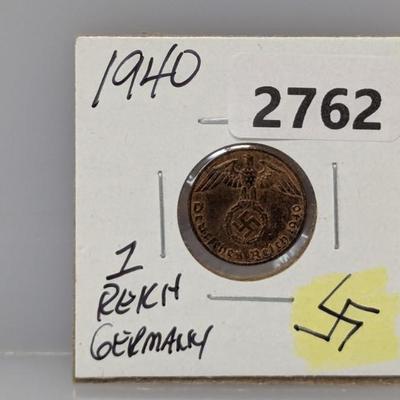 1940
2762
Deutsches Reich 1940
1
REICH
GERMANY